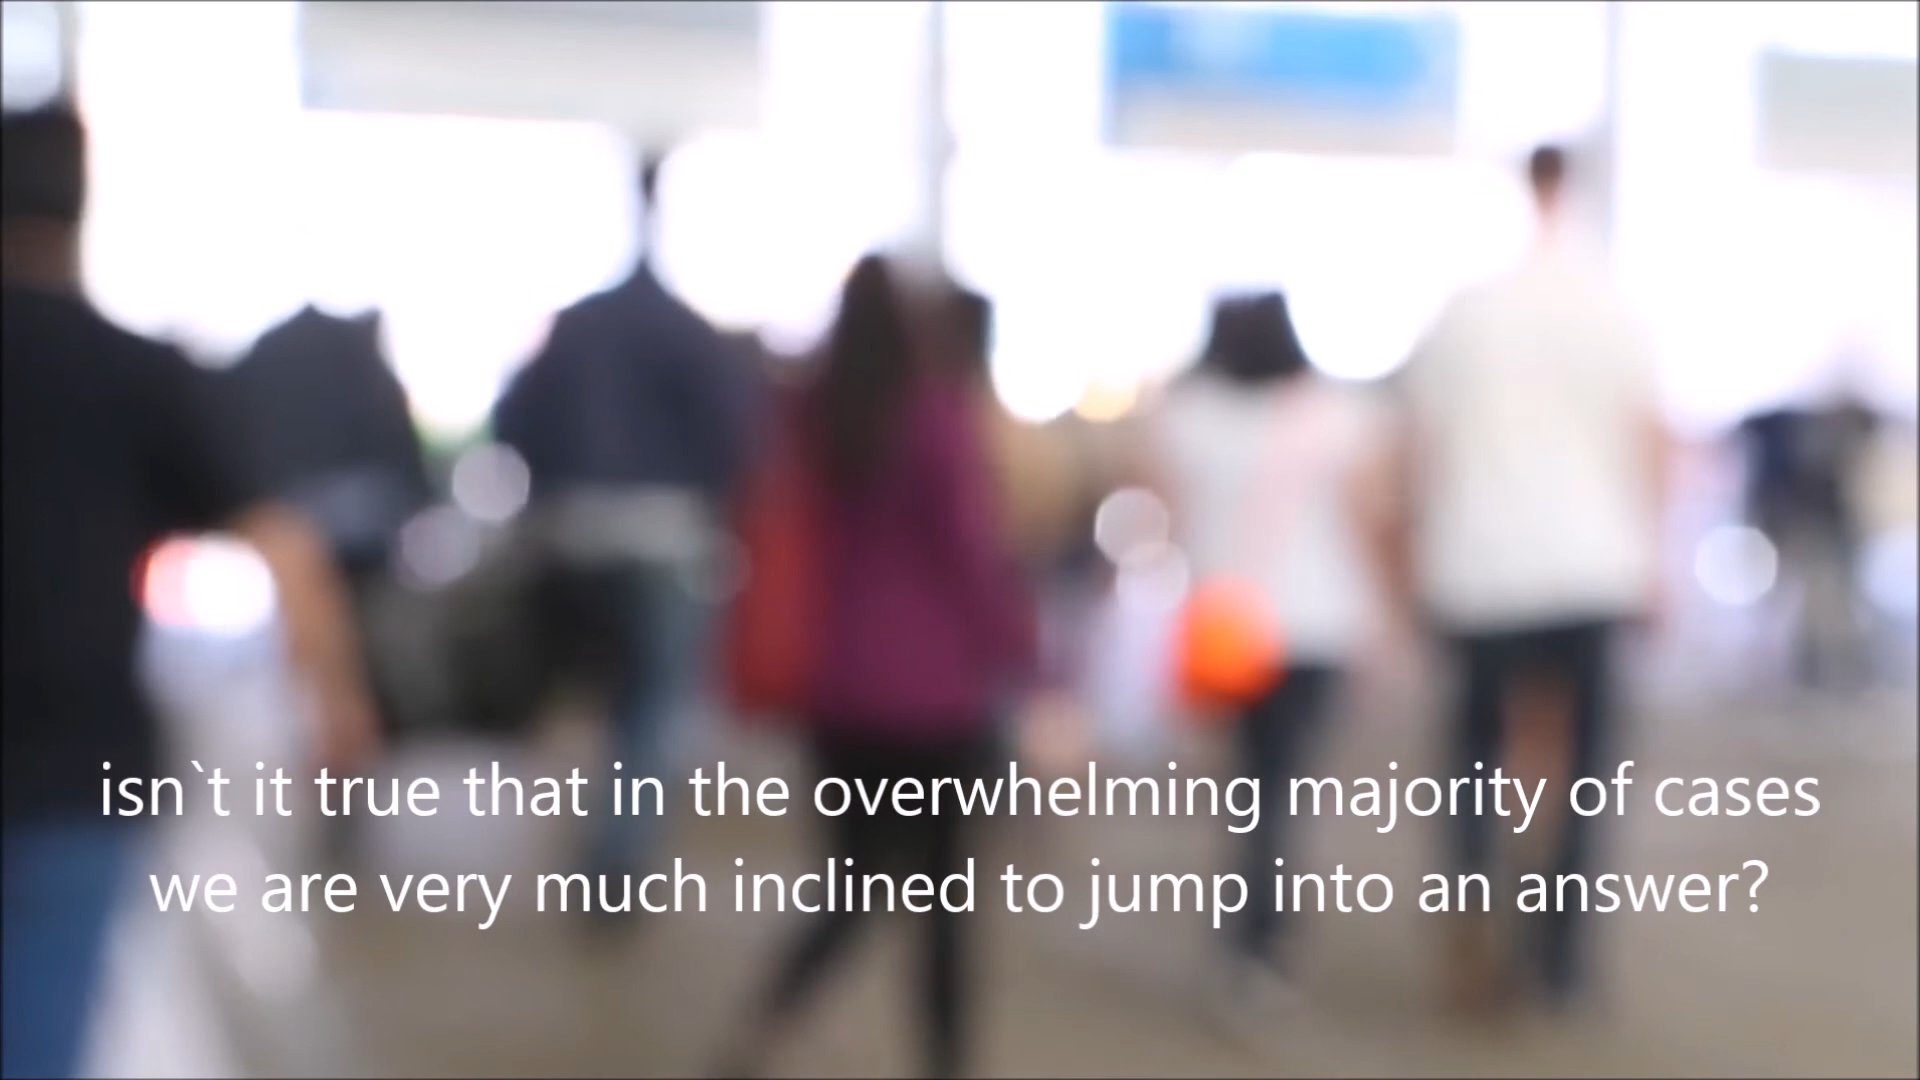 isn`t it true that in the overwhelming majority of cases
we are very much inclined to jump into an answer?